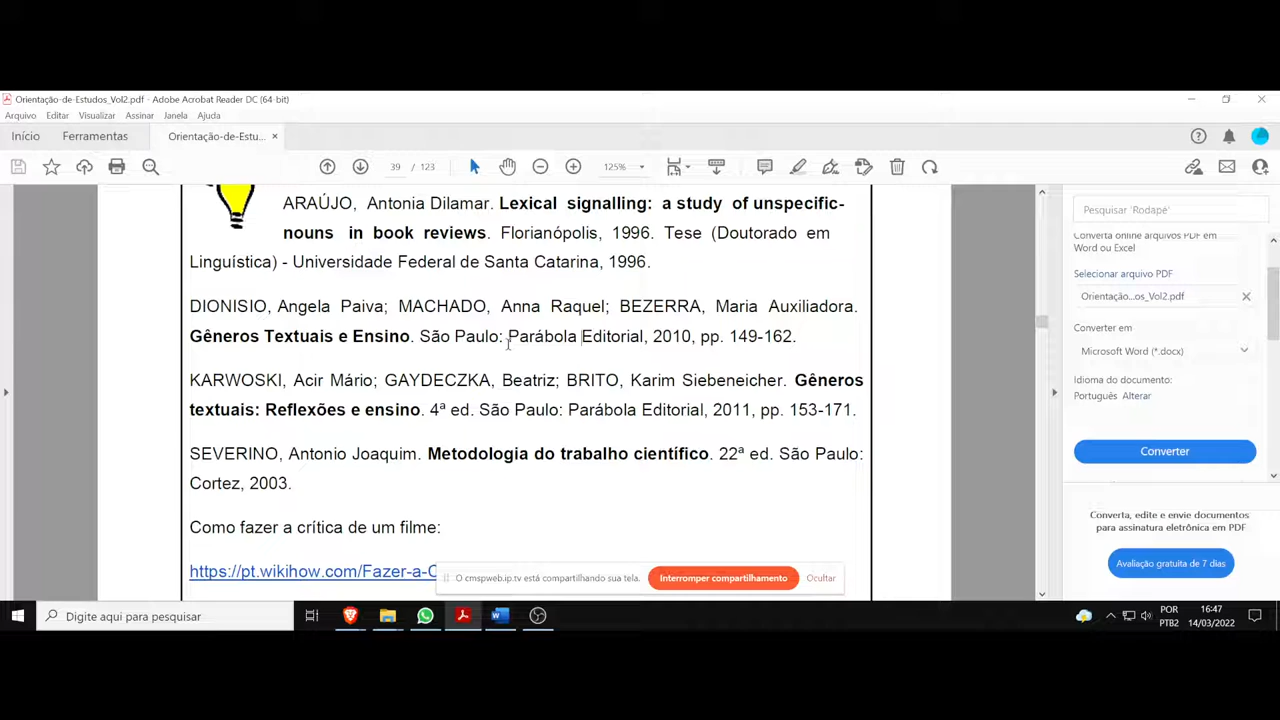 Orientação-de-Estudos_Vol2.pdf - Adobe Acrobat Reader DC (64-bit)
Arquivo Editar Visualizar Assinar Janela Ajuda
Início Ferramentas Orientação-de-Estu... ×
39 / 123 125%
ARAÚJO, Antonia Dilamar. Lexical signalling: a study of unspecific-
nouns in book reviews. Florianópolis, 1996. Tese (Doutorado em
Linguística) - Universidade Federal de Santa Catarina, 1996.
DIONISIO, Angela Paiva; MACHADO, Anna Raquel; BEZERRA, Maria Auxiliadora.
Gêneros Textuais e Ensino. São Paulo: Parábola Editorial, 2010, pp. 149-162.
KARWOSKI, Acir Mário; GAYDECZKA, Beatriz; BRITO, Karim Siebeneicher. Gêneros
textuais: Reflexões e ensino. 4ª ed. São Paulo: Parábola Editorial, 2011, pp. 153-171.
SEVERINO, Antonio Joaquim. Metodologia do trabalho científico. 22ª ed. São Paulo:
Cortez, 2003.
Como fazer a crítica de um filme:
https://pt.wikihow.com/Fazer-a-C
O cmspweb.ip.tv está compartilhando sua tela. Interromper compartilhamento Ocultar
Pesquisar 'Rodapé'
Converta online arquivos PDF em
Word ou Excel
Selecionar arquivo PDF
Orientação...os_Vol2.pdf
Converter em
Microsoft Word (*.docx)
Idioma do documento:
Português Alterar
Converter
Converta, edite e envie documentos
para assinatura eletrônica em PDF
Avaliação gratuita de 7 dias
Digite aqui para pesquisar
POR
PTB2
16:47
14/03/2022